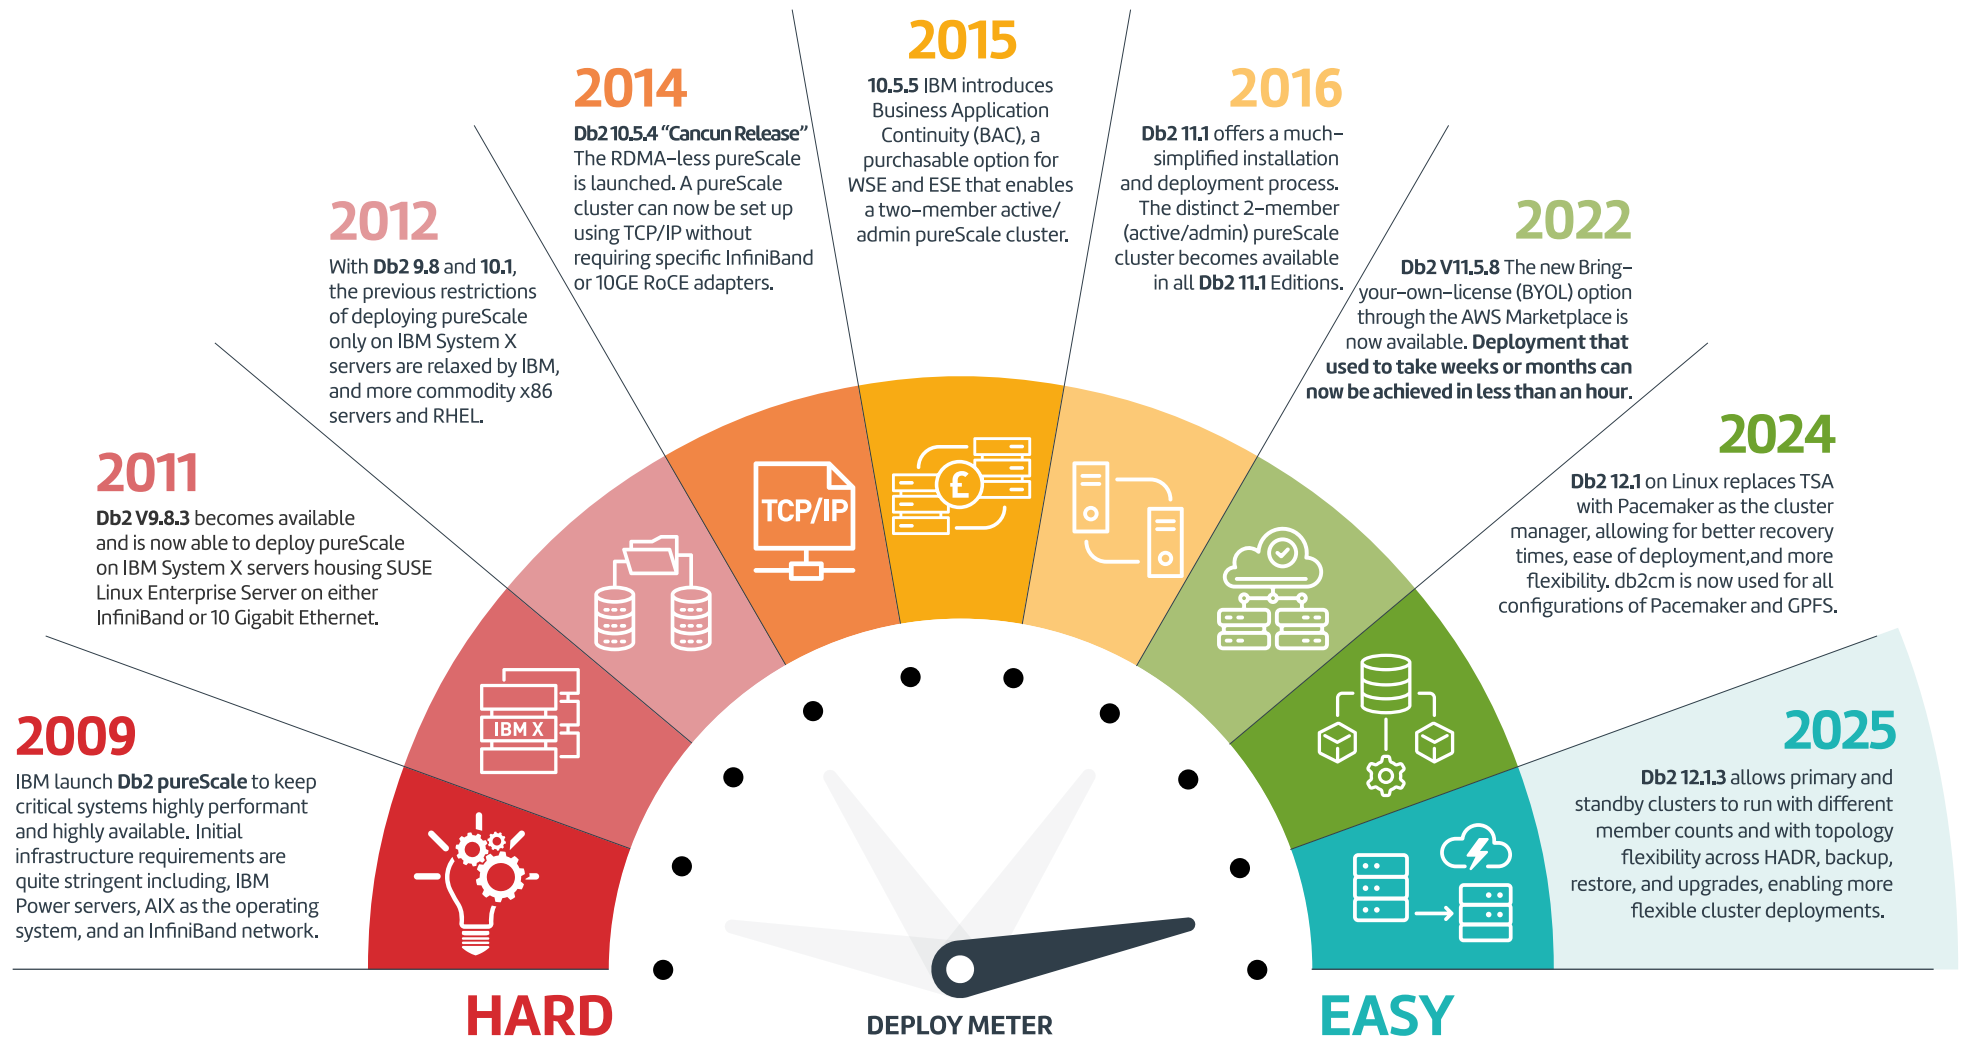 2009
IBM launch Db2 pureScale to keep
critical systems highly performant
and highly available. Initial
infrastructure requirements are
quite stringent including, IBM
Power servers, AIX as the operating
system, and an InfiniBand network.
2011
Db2 V9.8.3 becomes available
and is now able to deploy pureScale
on IBM System X servers housing SUSE
Linux Enterprise Server on either
InfiniBand or 10 Gigabit Ethernet.
2012
With Db2 9.8 and 10.1,
the previous restrictions
of deploying pureScale
only on IBM System X
servers are relaxed by IBM,
and more commodity x86
servers and RHEL.
2014
Db2 10.5.4 “Cancun Release”
The RDMA-less pureScale
is launched. A pureScale
cluster can now be set up
using TCP/IP without
requiring specific InfiniBand
or 10GE RoCE adapters.
2015
10.5.5 IBM introduces
Business Application
Continuity (BAC), a
purchasable option for
WSE and ESE that enables
a two-member active/
admin pureScale cluster.
2016
Db2 11.1 offers a much-
simplified installation
and deployment process.
The distinct 2-member
(active/admin) pureScale
cluster becomes available
in all Db2 11.1 Editions.
2022
Db2 V11.5.8 The new Bring-
your-own-license (BYOL) option
through the AWS Marketplace is
now available. Deployment that
used to take weeks or months can
now be achieved in less than an hour.
2024
Db2 12.1 on Linux replaces TSA
with Pacemaker as the cluster
manager, allowing for better recovery
times, ease of deployment,and more
flexibility. db2cm is now used for all
configurations of Pacemaker and GPFS.
2025
Db2 12.1.3 allows primary and
standby clusters to run with different
member counts and with topology
flexibility across HADR, backup,
restore, and upgrades, enabling more
flexible cluster deployments.
IBM X
TCP/IP
£
HARD
DEPLOY METER
EASY